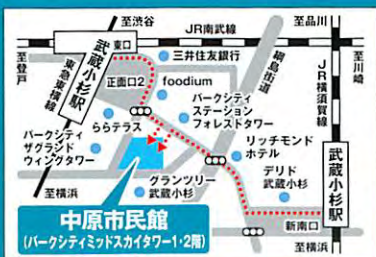 至渋谷
JR南武線
至品川
至登戸
武蔵小杉駅
東急東横線
東口
正面口2
三井住友銀行
綱島街道
JR横須賀線
至川崎
foodium
パークシティ
ステーション
フォレストタワー
ららテラス
パークシティ
ザグランド
ウィングタワー
リッチモンド
ホテル
武蔵小杉駅
デリド
武蔵小杉
グランツリー
武蔵小杉
至横浜
新南口
至横浜
中原市民館
(パークシティミッドスカイタワー1・2階)